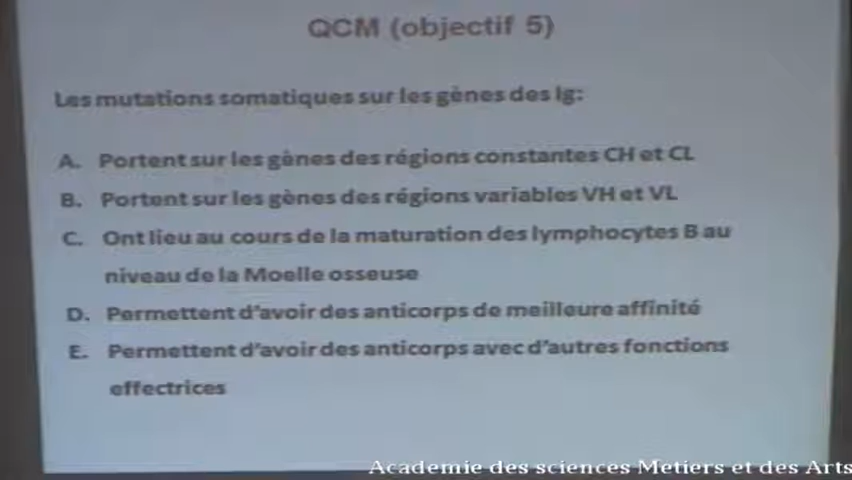 QCM (objectif 5)
Les mutations somatiques sur les gènes des Ig:
A. Portent sur les gènes des régions constantes CH et CL
B. Portent sur les gènes des régions variables VH et VL
C. Ont lieu au cours de la maturation des lymphocytes B au
niveau de la Moelle osseuse
D. Permettent d'avoir des anticorps de meilleure affinité
E. Permettent d'avoir des anticorps avec d'autres fonctions
effectrices
Academie des sciences Metiers et des Arts